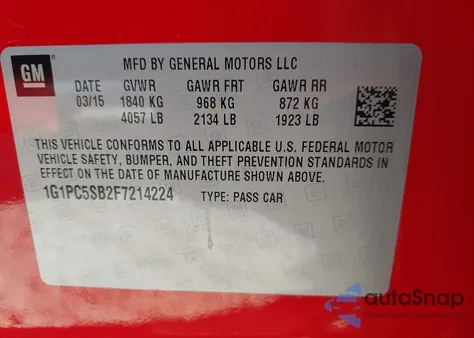 GM
MFD BY GENERAL MOTORS LLC
DATE GVWR GAWR FRT GAWR RR
03/15 1840 KG 968 KG 872 KG
4057 LB 2134 LB 1923 LB
THIS VEHICLE CONFORMS TO ALL APPLICABLE U.S. FEDERAL MOTOR
VEHICLE SAFETY, BUMPER, AND THEFT PREVENTION STANDARDS IN
EFFECT ON THE DATE OF MANUFACTURE SHOWN ABOVE.
1G1PC5SB2F7214224 TYPE: PASS CAR
autoSnap